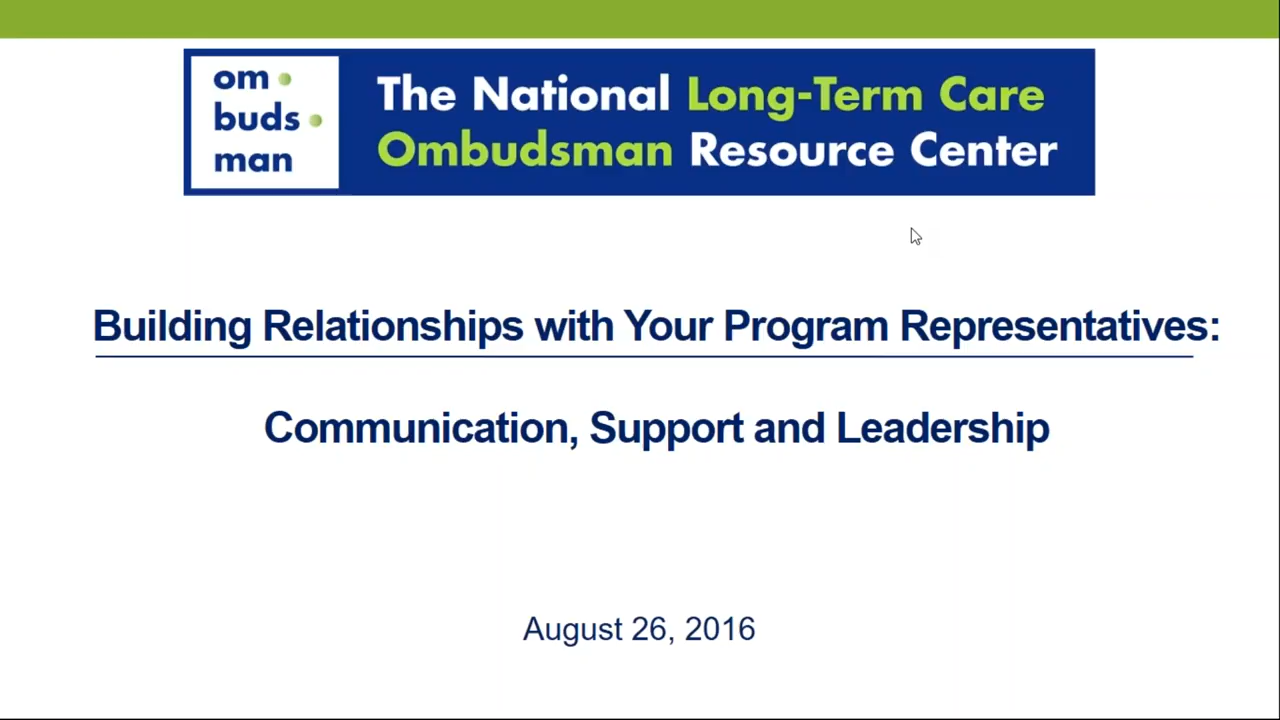 om•
buds•
man
The National Long-Term Care
Ombudsman Resource Center
Building Relationships with Your Program Representatives:
Communication, Support and Leadership
August 26, 2016